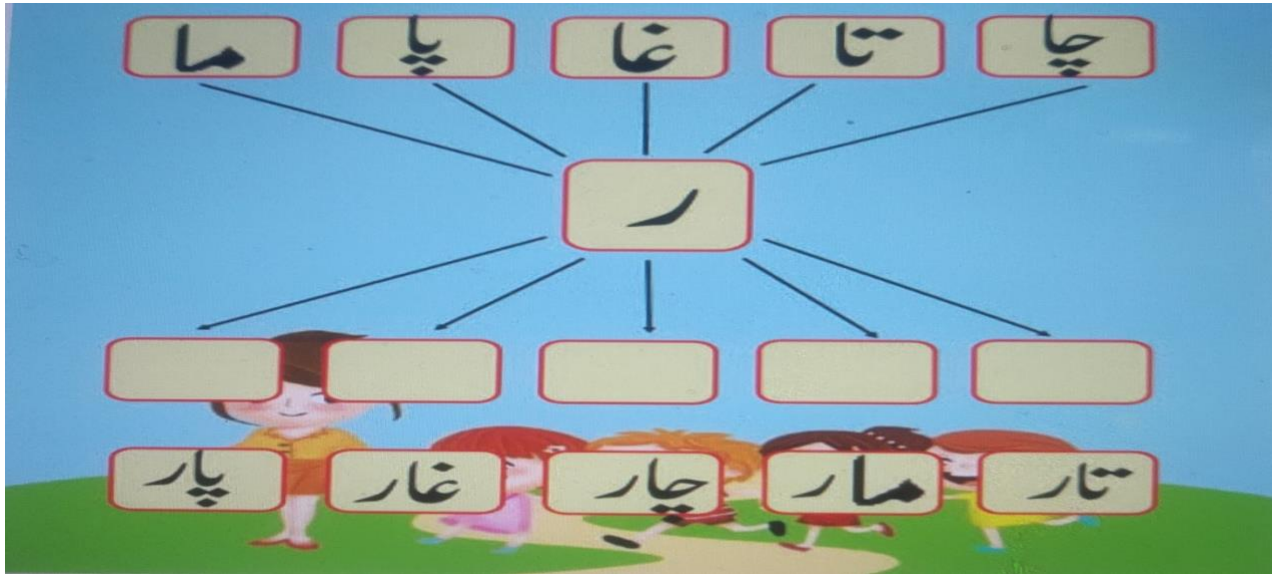 چا تا غا پا ما
ر
تار مار چار غار پار